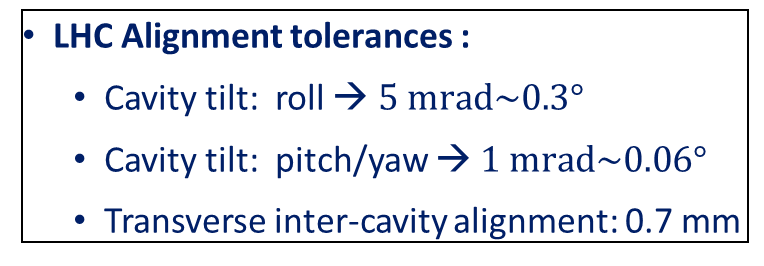 • LHC Alignment tolerances :
• Cavity tilt: roll → 5 mrad~0.3°
• Cavity tilt: pitch/yaw → 1 mrad~0.06°
• Transverse inter-cavity alignment: 0.7 mm